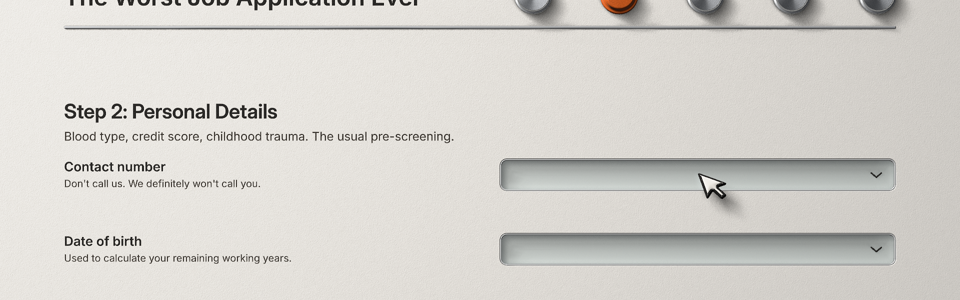 The Worst Job Application Ever
Step 2: Personal Details
Blood type, credit score, childhood trauma. The usual pre-screening.
Contact number
Don't call us. We definitely won't call you.
Date of birth
Used to calculate your remaining working years.